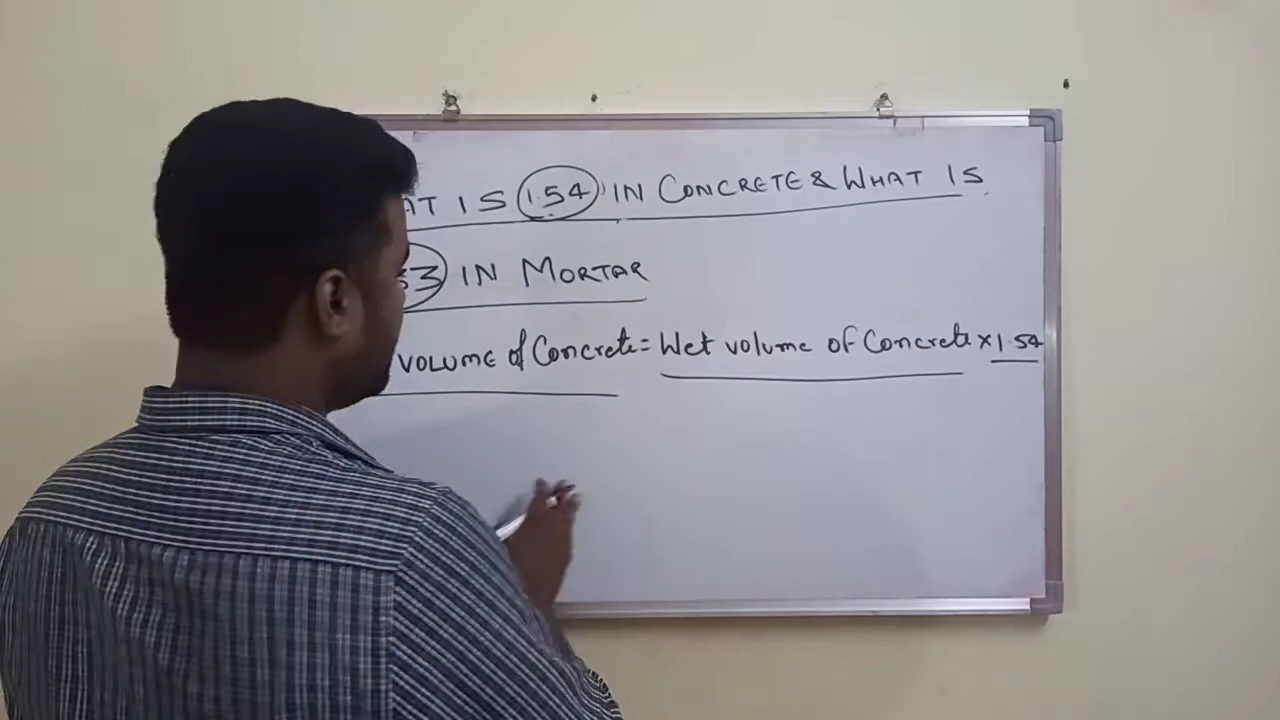 AT IS 1.54 IN CONCRETE & WHAT IS
3 IN MORTAR
VOLUME of Concrete = Wet volume of Concrete × 1.54